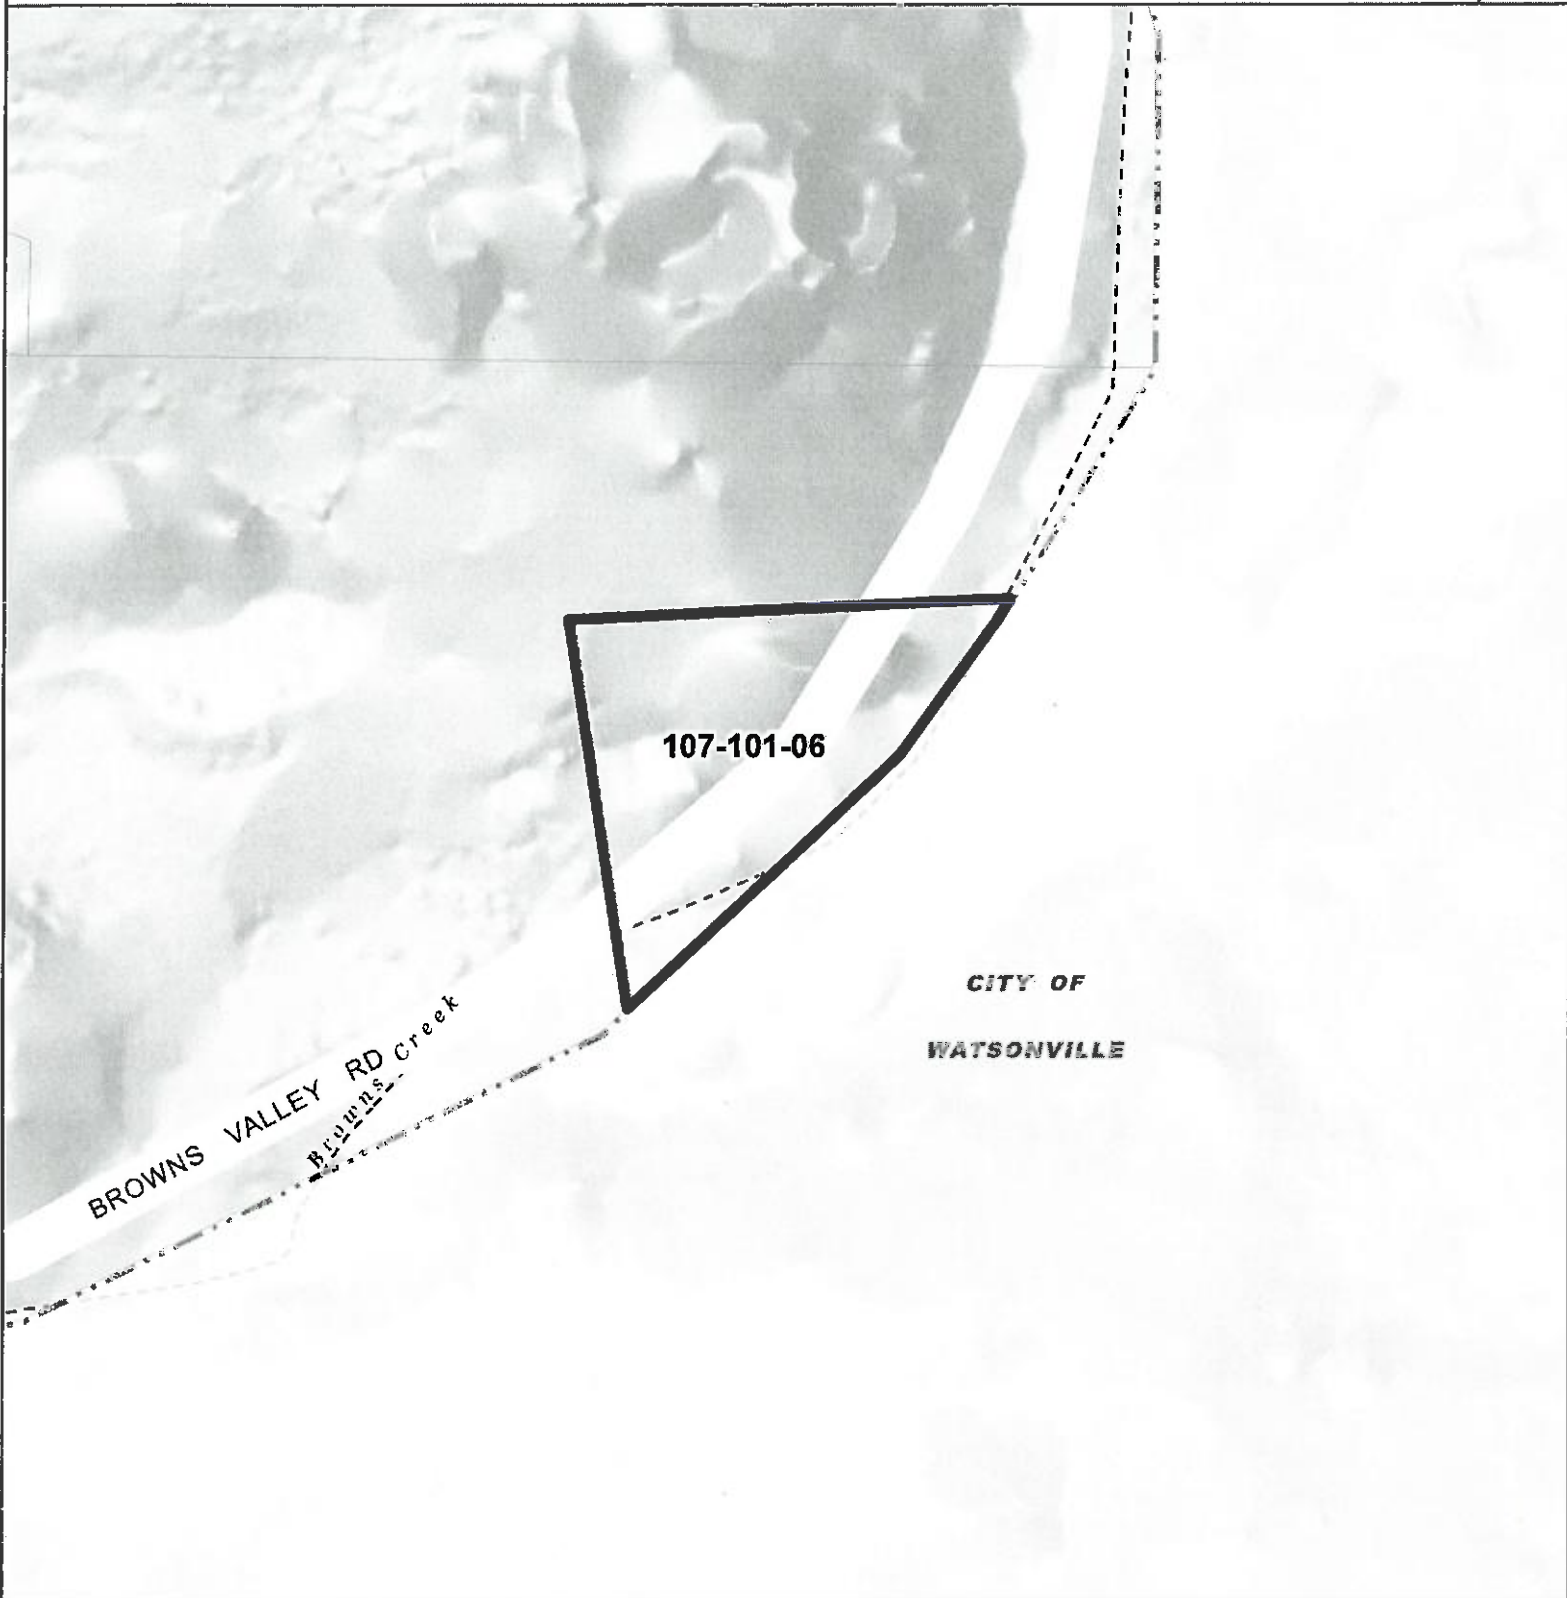 107-101-06
CITY OF
WATSONVILLE
BROWNS VALLEY RD
Browns Creek